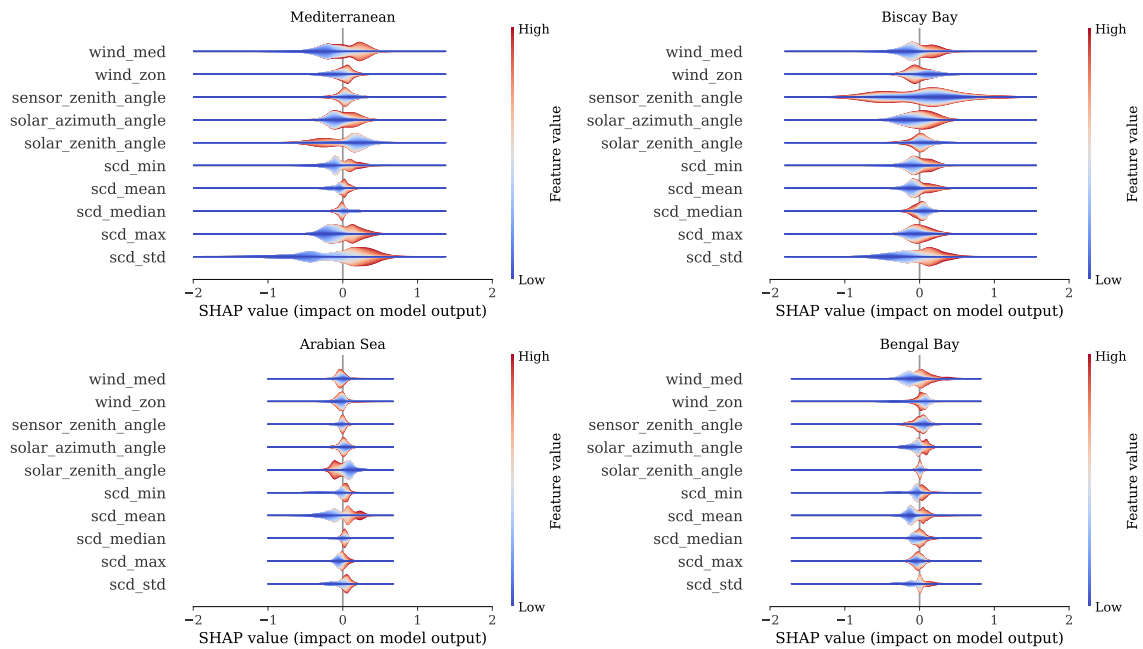 Mediterranean
High
wind_med
wind_zon
sensor_zenith_angle
solar_azimuth_angle
solar_zenith_angle
scd_min
scd_mean
scd_median
scd_max
scd_std
Feature value
Low
−2 −1 0 1 2
SHAP value (impact on model output)
Biscay Bay
High
wind_med
wind_zon
sensor_zenith_angle
solar_azimuth_angle
solar_zenith_angle
scd_min
scd_mean
scd_median
scd_max
scd_std
Feature value
Low
−2 −1 0 1 2
SHAP value (impact on model output)
Arabian Sea
High
wind_med
wind_zon
sensor_zenith_angle
solar_azimuth_angle
solar_zenith_angle
scd_min
scd_mean
scd_median
scd_max
scd_std
Feature value
Low
−2 −1 0 1 2
SHAP value (impact on model output)
Bengal Bay
High
wind_med
wind_zon
sensor_zenith_angle
solar_azimuth_angle
solar_zenith_angle
scd_min
scd_mean
scd_median
scd_max
scd_std
Feature value
Low
−2 −1 0 1 2
SHAP value (impact on model output)